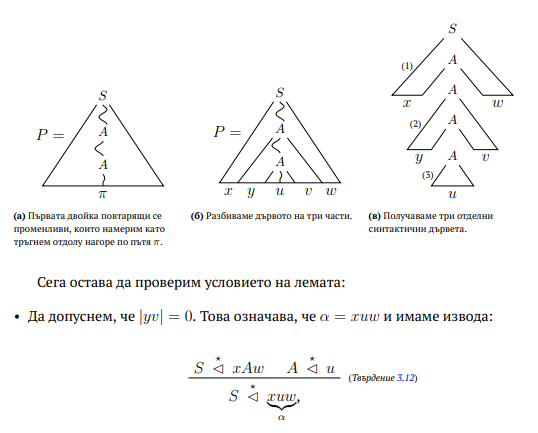 S
(1)
A
x
w
A
(2)
A
y
v
A
(3)
u
S
P =
A
A
π
S
P =
A
A
x y u v w
(а) Първата двойка повтарящи се
променливи, които намерим като
тръгнем отдолу нагоре по пътя π.
(б) Разбиваме дървото на три части.
(в) Получаваме три отделни
синтактични дървета.
Сега остава да проверим условието на лемата:
• Да допуснем, че |yv| = 0. Това означава, че α = xuw и имаме извода:
S ⋆◁ xAw A ⋆◁ u
(Твърдение 3.12)
S ⋆◁ xuw,
α